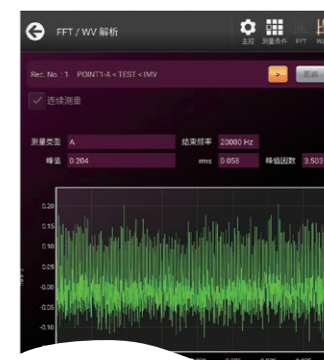 FFT / WV 解析
主控 测量条件 FFT
Rec. No. : 1 POINT1-A < TEST < IMV
>
连续测量
测量类型 A 结束频率 20000 Hz
峰值 0.204 rms 0.058 峰值因数 3.503
0.20
0.15
0.10
0.05
-0.00
-0.05
-0.10